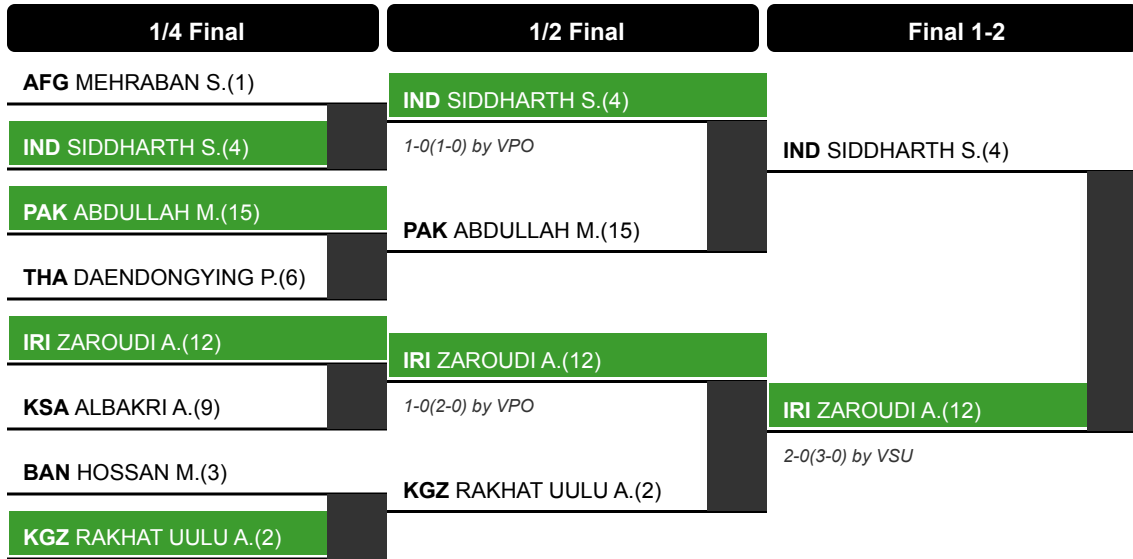 1/4 Final
1/2 Final
Final 1-2
AFG MEHRABAN S.(1)
IND SIDDHARTH S.(4)
PAK ABDULLAH M.(15)
THA DAENDONGYING P.(6)
IRI ZAROUDI A.(12)
KSA ALBAKRI A.(9)
BAN HOSSAN M.(3)
KGZ RAKHAT UULU A.(2)
IND SIDDHARTH S.(4)
1-0(1-0) by VPO
PAK ABDULLAH M.(15)
IRI ZAROUDI A.(12)
1-0(2-0) by VPO
KGZ RAKHAT UULU A.(2)
IND SIDDHARTH S.(4)
IRI ZAROUDI A.(12)
2-0(3-0) by VSU